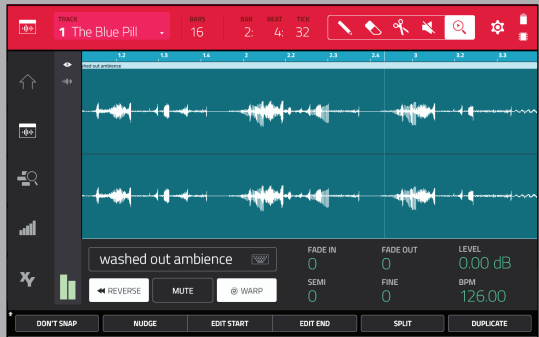 TRACK BARS BAR BEAT TICK
1 The Blue Pill 16 2: 4: 32
1.2 1.3 1.4 2 2.2 2.3 2.4 3 3.2 3.3
shed out ambience
washed out ambience
FADE IN FADE OUT LEVEL
0 0 0.00 dB
REVERSE MUTE @ WARP
SEMI FINE BPM
0 0 126.00
XY
DON'T SNAP NUDGE EDIT START EDIT END SPLIT DUPLICATE